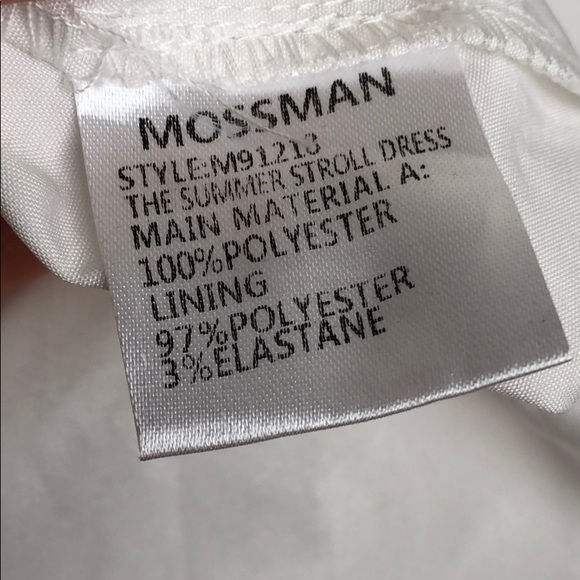 MOSSMAN
STYLE:M91213
THE SUMMER STROLL DRESS
MAIN MATERIAL A:
100%POLYESTER
LINING
97%POLYESTER
3%ELASTANE